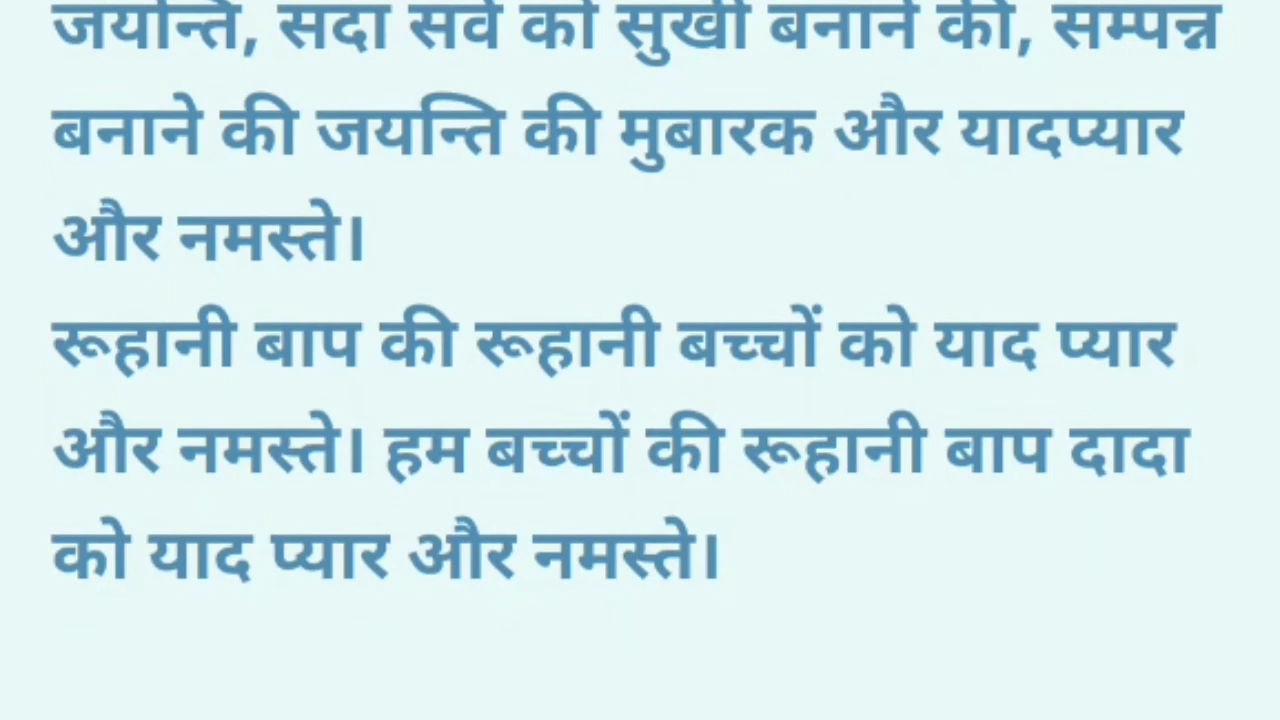 जयन्ति, सदा सर्व को सुखी बनाने की, सम्पन्न
बनाने की जयन्ति की मुबारक और यादप्यार
और नमस्ते।
रूहानी बाप की रूहानी बच्चों को याद प्यार
और नमस्ते। हम बच्चों की रूहानी बाप दादा
को याद प्यार और नमस्ते।